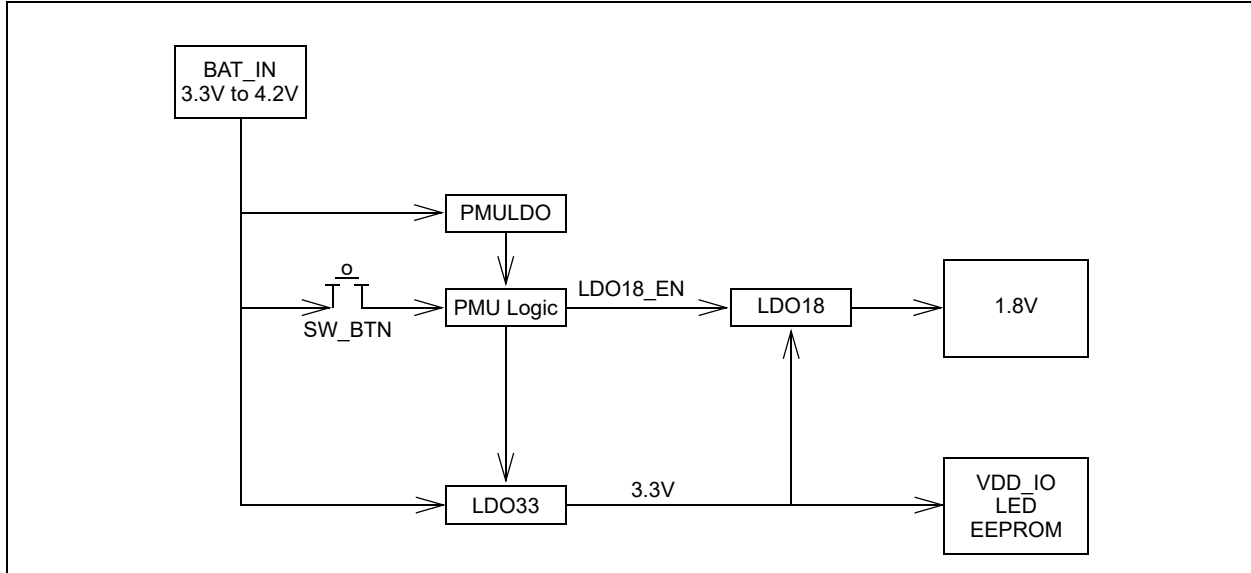 BAT_IN
3.3V to 4.2V
PMULDO
SW_BTN
PMU Logic
LDO18_EN
LDO18
1.8V
LDO33
3.3V
VDD_IO
LED
EEPROM